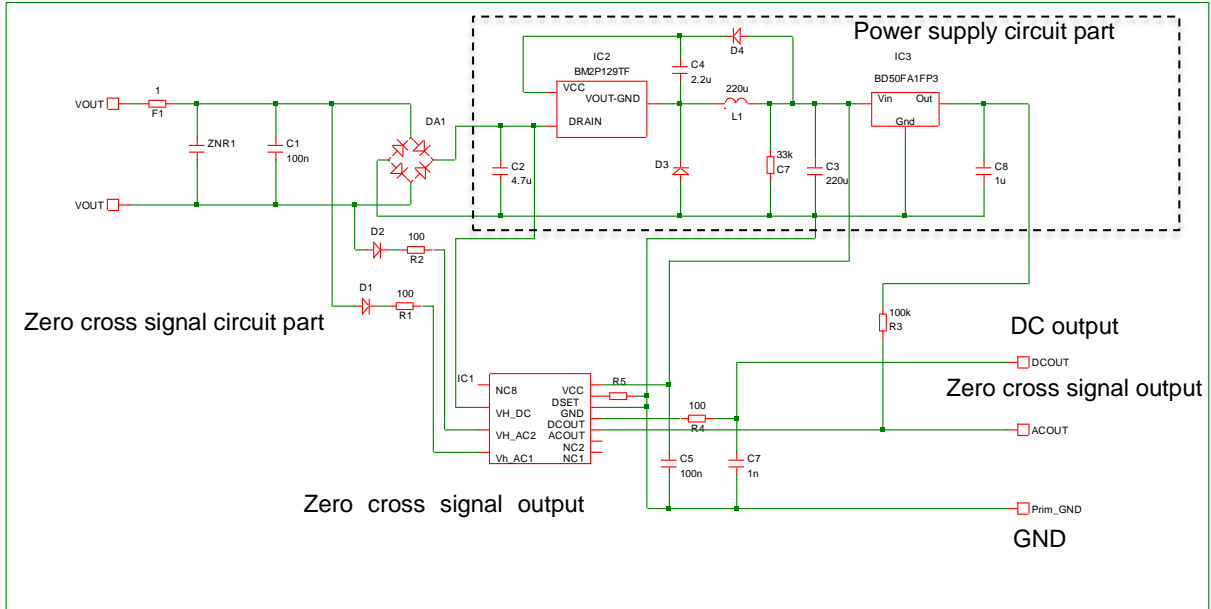 Power supply circuit part
IC2
BM2P129TF
VCC
VOUT-GND
DRAIN
D4
C4
2.2u
220u
L1
IC3
BD50FA1FP3
Vin
Out
Gnd
VOUT
1
F1
DA1
ZNR1
C1
100n
C2
4.7u
D3
33k
C7
C3
220u
C8
1u
VOUT
D2
100
R2
D1
100
R1
Zero cross signal circuit part
100k
R3
DC output
DCOUT
Zero cross signal output
ACOUT
IC1
NC8
VH_DC
VH_AC2
Vh_AC1
VCC
DSET
GND
DCOUT
ACOUT
NC2
NC1
R5
100
R4
C5
100n
C7
1n
Zero cross signal output
Prim_GND
GND